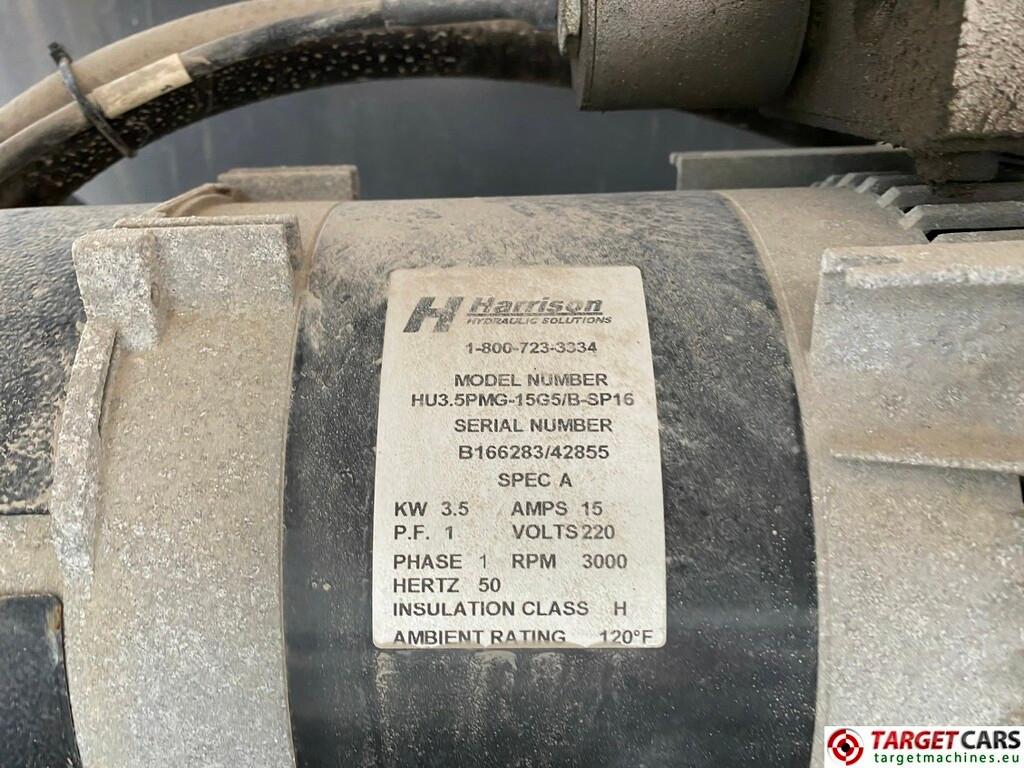 H Harrison
HYDRAULIC SOLUTIONS
1-800-723-3334
MODEL NUMBER
HU3.5PMG-15G5/B-SP16
SERIAL NUMBER
B166283/42855
SPEC A
KW 3.5 AMPS 15
P.F. 1 VOLTS 220
PHASE 1 RPM 3000
HERTZ 50
INSULATION CLASS H
AMBIENT RATING 120°F
TARGETCARS
targetmachines.eu